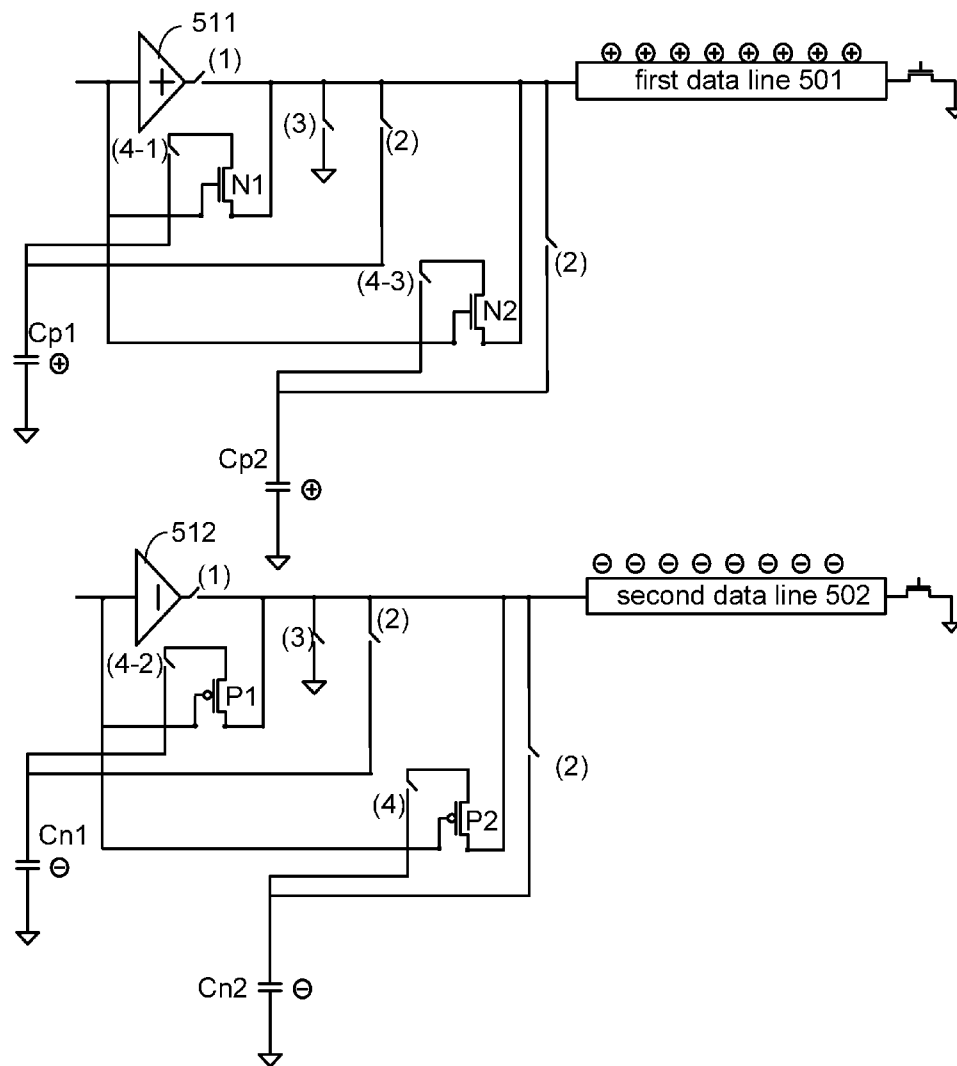 511
(1)
first data line 501
(3)
(2)
(4-1)
N1
(2)
(4-3)
N2
Cp1
Cp2
512
(1)
second data line 502
(3)
(2)
(4-2)
P1
(2)
(4)
P2
Cn1
Cn2